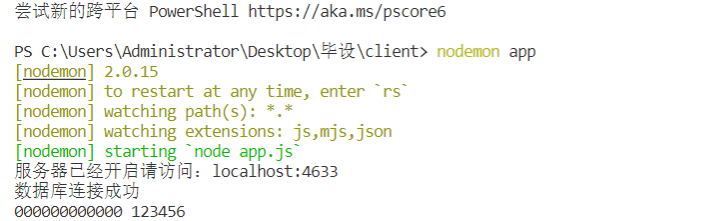 尝试新的跨平台 PowerShell https://aka.ms/pscore6
PS C:\Users\Administrator\Desktop\毕设\client> nodemon app
[nodemon] 2.0.15
[nodemon] to restart at any time, enter `rs`
[nodemon] watching path(s): *.*
[nodemon] watching extensions: js,mjs,json
[nodemon] starting `node app.js`
服务器已经开启请访问：localhost:4633
数据库连接成功
000000000000 123456